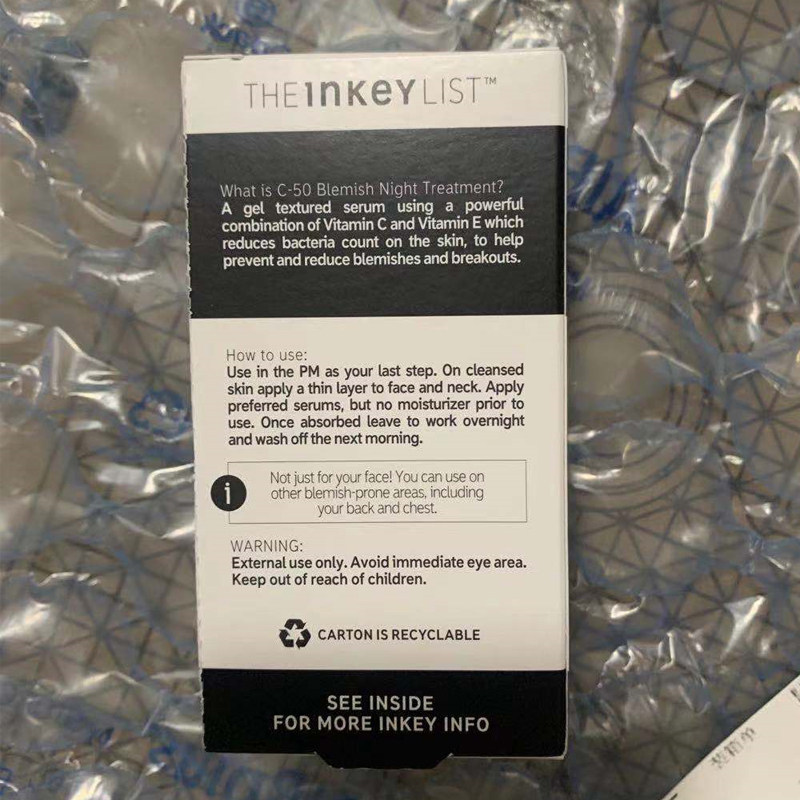 THE INKEY LIST™
What is C-50 Blemish Night Treatment?
A gel textured serum using a powerful
combination of Vitamin C and Vitamin E which
reduces bacteria count on the skin, to help
prevent and reduce blemishes and breakouts.
How to use:
Use in the PM as your last step. On cleansed
skin apply a thin layer to face and neck. Apply
preferred serums, but no moisturizer prior to
use. Once absorbed leave to work overnight
and wash off the next morning.
i
Not just for your face! You can use on
other blemish-prone areas, including
your back and chest.
WARNING:
External use only. Avoid immediate eye area.
Keep out of reach of children.
CARTON IS RECYCLABLE
SEE INSIDE
FOR MORE INKEY INFO
装箱单